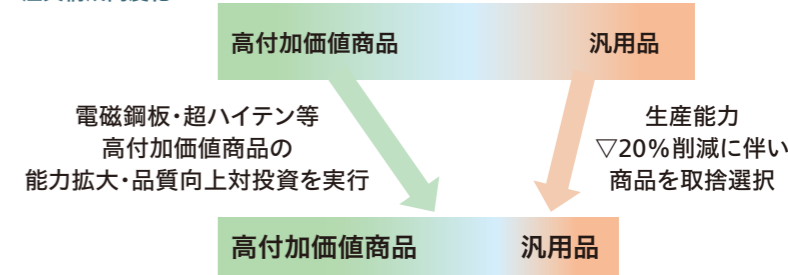 高付加価値商品 汎用品
電磁鋼板・超ハイテン等
高付加価値商品の
能力拡大・品質向上対投資を実行
生産能力
▽20%削減に伴い
商品を取捨選択
高付加価値商品 汎用品